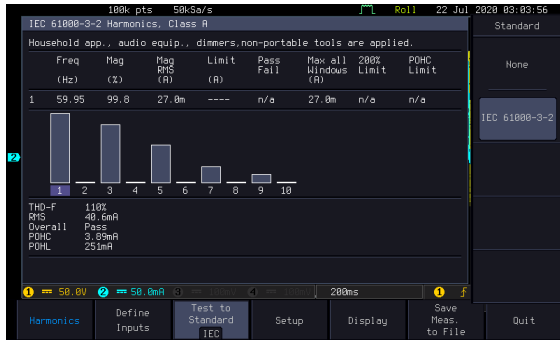 100k pts 50kSa/s Roll 22 Jul 2020 03:03:56
IEC 61000-3-2 Harmonics, Class A
Standard
Household app., audio equip., dimmers,non-portable tools are applied.
Freq Mag Mag Limit Pass Max all 200% POHC
RMS Fail Windows Limit Limit
(Hz) (%) (A) (A) (A)
None
1 59.95 99.8 27.0m ---- n/a 27.0m n/a n/a
IEC 61000-3-2
2
1 2 3 4 5 6 7 8 9 10
THD-F 110%
RMS 40.6mA
Overall Pass
POHC 3.89mA
POHL 251mA
1 50.0V 2 50.0mA 3 100mV 4 100mV 200ms 1
Harmonics
Define
Inputs
Test to
Standard
IEC
Setup
Display
Save
Meas.
to File
Quit